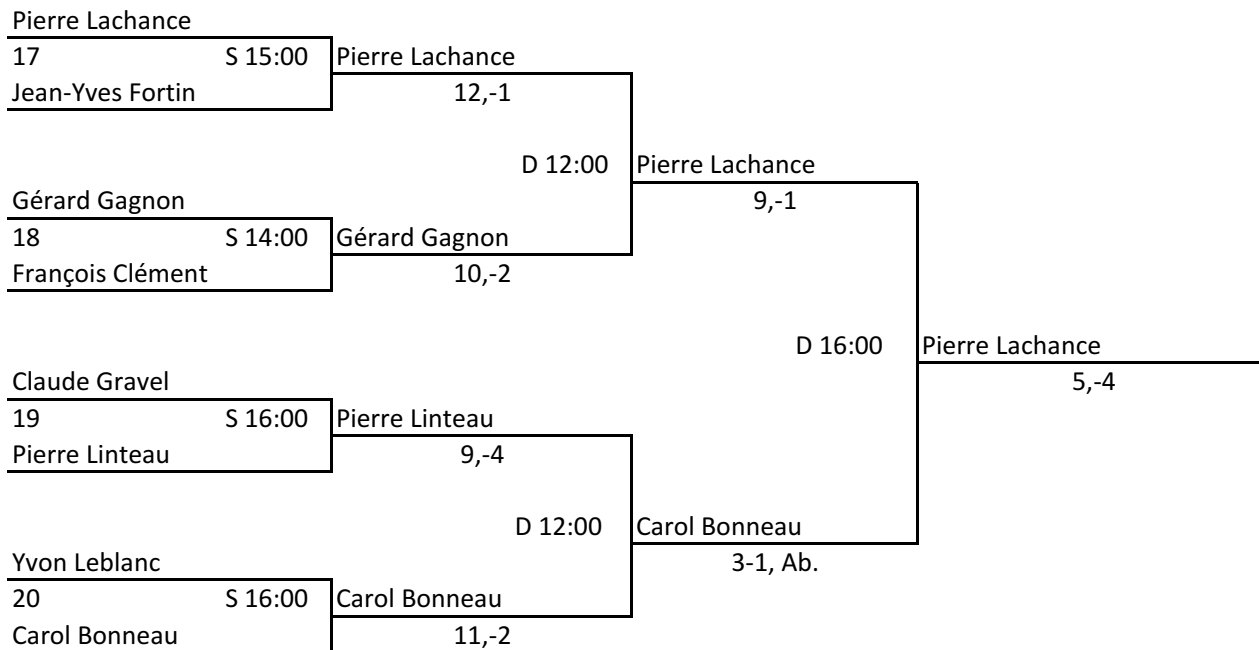 Pierre Lachance
17 S 15:00 Pierre Lachance
Jean-Yves Fortin 12,-1
D 12:00 Pierre Lachance
Gérard Gagnon 9,-1
18 S 14:00 Gérard Gagnon
François Clément 10,-2
D 16:00 Pierre Lachance
Claude Gravel 5,-4
19 S 16:00 Pierre Linteau
Pierre Linteau 9,-4
D 12:00 Carol Bonneau
Yvon Leblanc 3-1, Ab.
20 S 16:00 Carol Bonneau
Carol Bonneau 11,-2